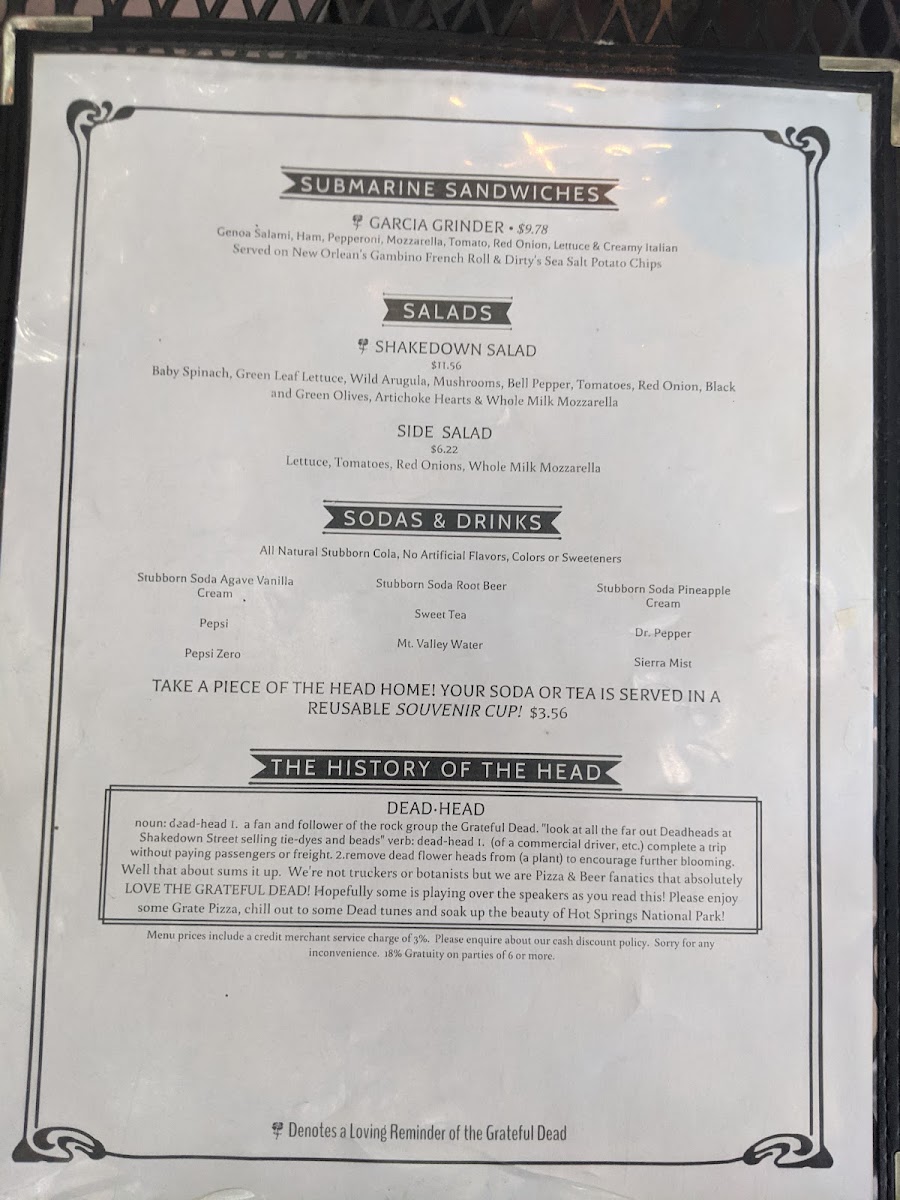 SUBMARINE SANDWICHES
GARCIA GRINDER • $9.78
Genoa Salami, Ham, Pepperoni, Mozzarella, Tomato, Red Onion, Lettuce & Creamy Italian
Served on New Orlean's Gambino French Roll & Dirty's Sea Salt Potato Chips
SALADS
SHAKEDOWN SALAD
$11.56
Baby Spinach, Green Leaf Lettuce, Wild Arugula, Mushrooms, Bell Pepper, Tomatoes, Red Onion, Black
and Green Olives, Artichoke Hearts & Whole Milk Mozzarella
SIDE SALAD
$6.22
Lettuce, Tomatoes, Red Onions, Whole Milk Mozzarella
SODAS & DRINKS
All Natural Stubborn Cola, No Artificial Flavors, Colors or Sweeteners
Stubborn Soda Agave Vanilla
Cream
Pepsi
Pepsi Zero
Stubborn Soda Root Beer
Sweet Tea
Mt. Valley Water
Stubborn Soda Pineapple
Cream
Dr. Pepper
Sierra Mist
TAKE A PIECE OF THE HEAD HOME! YOUR SODA OR TEA IS SERVED IN A
REUSABLE SOUVENIR CUP! $3.56
THE HISTORY OF THE HEAD
DEAD·HEAD
noun: dead-head 1. a fan and follower of the rock group the Grateful Dead. "look at all the far out Deadheads at
Shakedown Street selling tie-dyes and beads" verb: dead-head 1. (of a commercial driver, etc.) complete a trip
without paying passengers or freight. 2.remove dead flower heads from (a plant) to encourage further blooming.
Well that about sums it up. We're not truckers or botanists but we are Pizza & Beer fanatics that absolutely
LOVE THE GRATEFUL DEAD! Hopefully some is playing over the speakers as you read this! Please enjoy
some Grate Pizza, chill out to some Dead tunes and soak up the beauty of Hot Springs National Park!
Menu prices include a credit merchant service charge of 3%. Please enquire about our cash discount policy. Sorry for any
inconvenience. 18% Gratuity on parties of 6 or more.
Denotes a Loving Reminder of the Grateful Dead